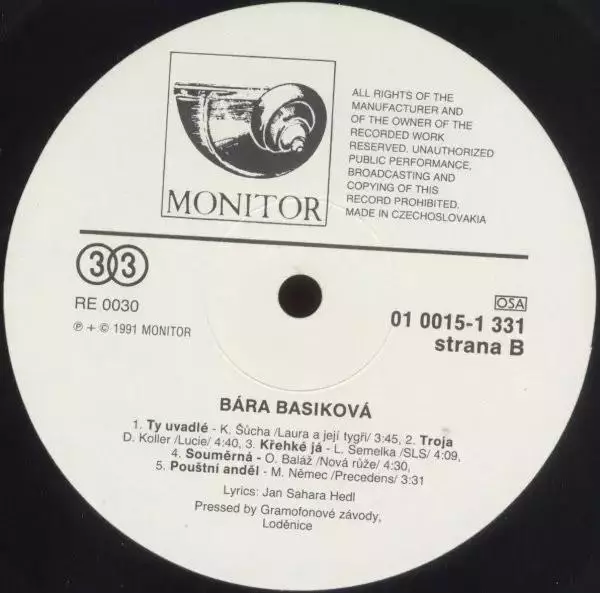 MONITOR
ALL RIGHTS OF THE
MANUFACTURER AND
OF THE OWNER OF THE
RECORDED WORK
RESERVED. UNAUTHORIZED
PUBLIC PERFORMANCE,
BROADCASTING AND
COPYING OF THIS
RECORD PROHIBITED.
MADE IN CZECHOSLOVAKIA
33
RE 0030
℗ + © 1991 MONITOR
OSA
01 0015-1 331
strana B
BÁRA BASIKOVÁ
1. Ty uvadlé - K. Šůcha /Laura a její tygři/ 3:45, 2. Troja
D. Koller /Lucie/ 4:40, 3. Křehké já - L. Semelka /SLS/ 4:09,
4. Souměrná - O. Baláž /Nová růže/ 4:30,
5. Pouštní anděl - M. Němec /Precedens/ 3:31
Lyrics: Jan Sahara Hedl
Pressed by Gramofonové závody,
Loděnice